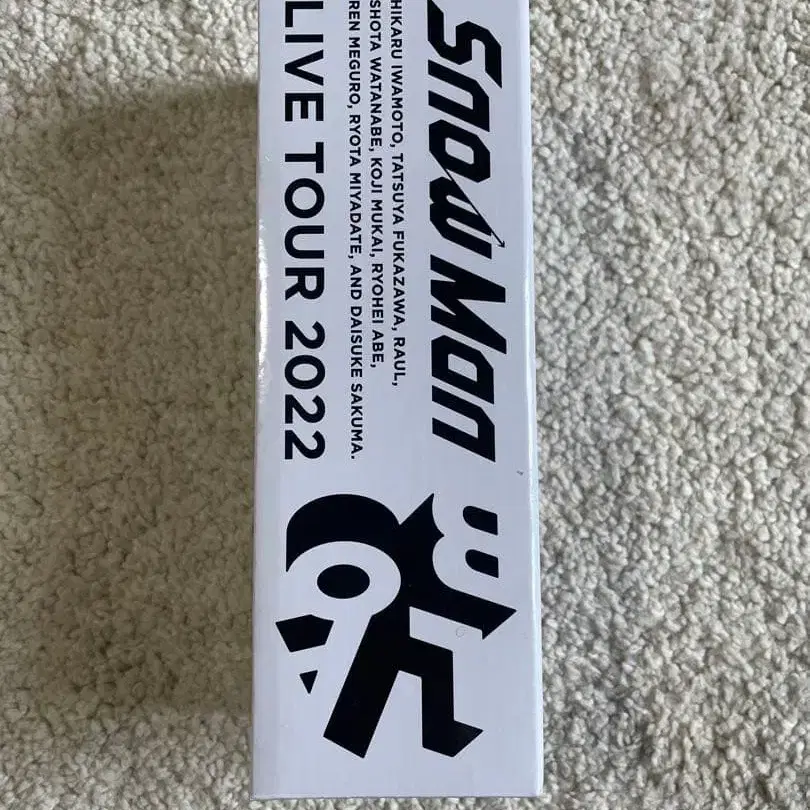 Snow Man
HIKARU IWAMOTO, TATSUYA FUKAZAWA, RAUL,
SHOTA WATANABE, KOJI MUKAI, RYOHEI ABE,
REN MEGURO, RYOTA MIYADATE, AND DAISUKE SAKUMA.
LIVE TOUR 2022